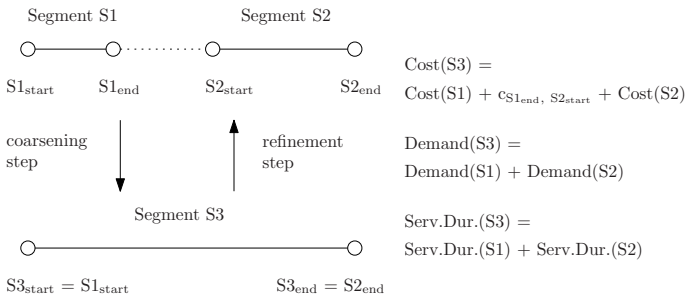 Segment S1
Segment S2
S1start
S1end
S2start
S2end
coarsening
step
refinement
step
Segment S3
S3start = S1start
S3end = S2end
Cost(S3) =
Cost(S1) + cS1end, S2start + Cost(S2)
Demand(S3) =
Demand(S1) + Demand(S2)
Serv.Dur.(S3) =
Serv.Dur.(S1) + Serv.Dur.(S2)